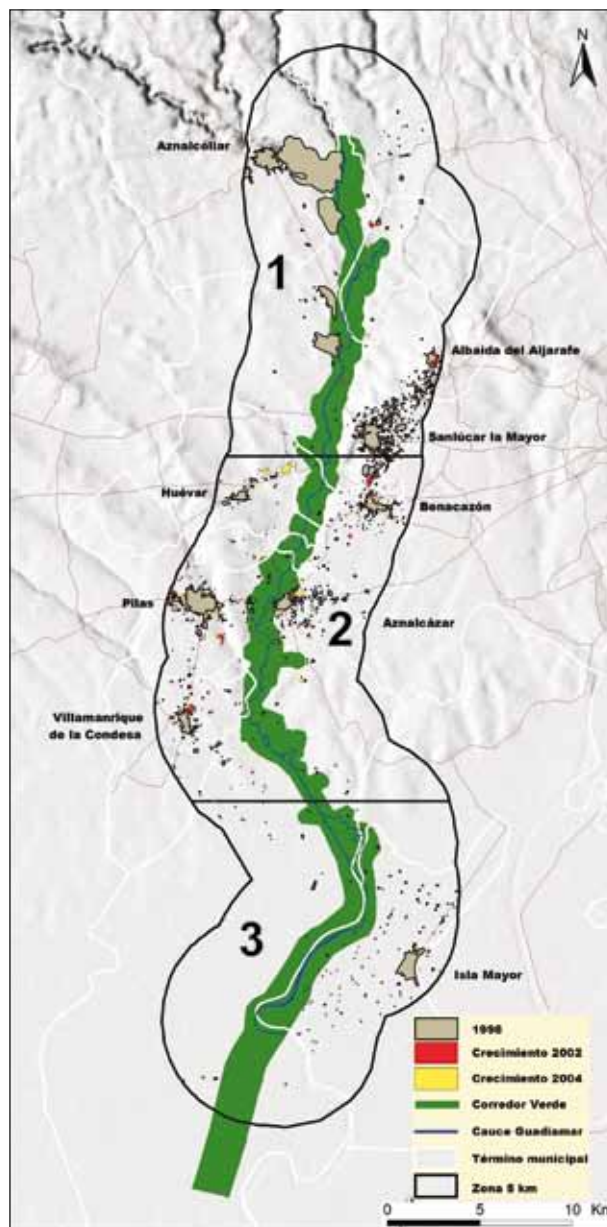 N
Aznalcóllar
1
Albaida del Aljarafe
Sanlúcar la Mayor
Huévar
Benacazón
Pilas
2
Aznalcázar
Villamanrique
de la Condesa
3
Isla Mayor
1998
Crecimiento 2002
Crecimiento 2004
Corredor Verde
Cauce Guadiamar
Término municipal
Zona 5 km
0 5 10 Km